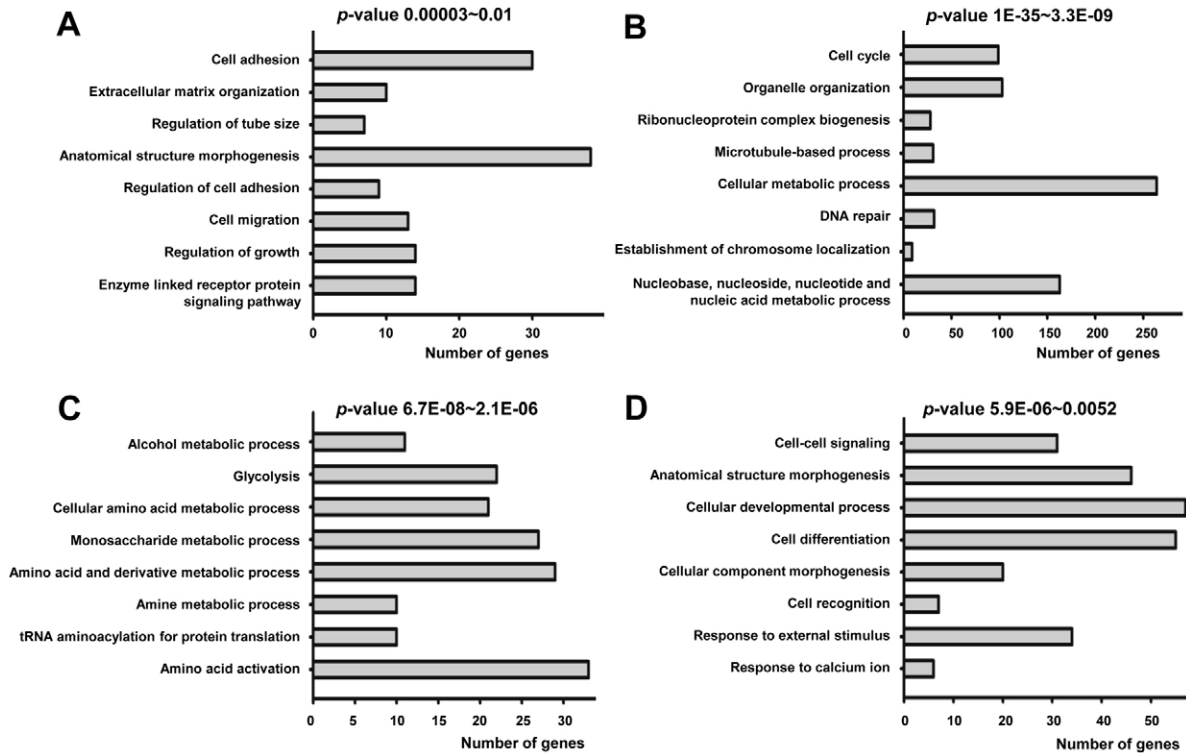 A
p-value 0.00003~0.01
Cell adhesion
Extracellular matrix organization
Regulation of tube size
Anatomical structure morphogenesis
Regulation of cell adhesion
Cell migration
Regulation of growth
Enzyme linked receptor protein
signaling pathway
0 10 20 30
Number of genes
B
p-value 1E-35~3.3E-09
Cell cycle
Organelle organization
Ribonucleoprotein complex biogenesis
Microtubule-based process
Cellular metabolic process
DNA repair
Establishment of chromosome localization
Nucleobase, nucleoside, nucleotide and
nucleic acid metabolic process
0 50 100 150 200 250
Number of genes
C
p-value 6.7E-08~2.1E-06
Alcohol metabolic process
Glycolysis
Cellular amino acid metabolic process
Monosaccharide metabolic process
Amino acid and derivative metabolic process
Amine metabolic process
tRNA aminoacylation for protein translation
Amino acid activation
0 5 10 15 20 25 30
Number of genes
D
p-value 5.9E-06~0.0052
Cell-cell signaling
Anatomical structure morphogenesis
Cellular developmental process
Cell differentiation
Cellular component morphogenesis
Cell recognition
Response to external stimulus
Response to calcium ion
0 10 20 30 40 50
Number of genes